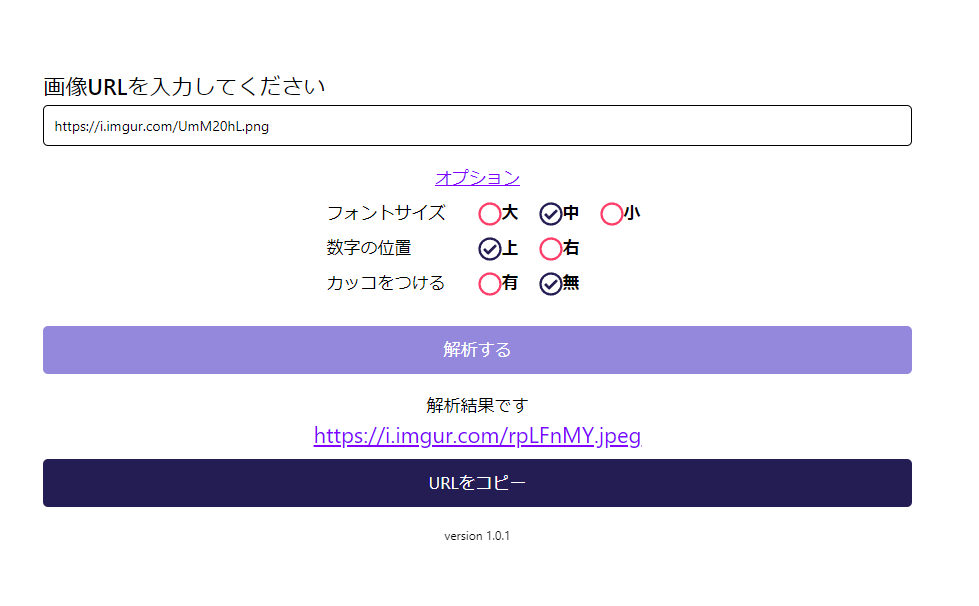 画像URLを入力してください
https://i.imgur.com/UmM20hL.png
オプション
フォントサイズ 大 中 小
数字の位置 上 右
カッコをつける 有 無
解析する
解析結果です
https://i.imgur.com/rpLFnMY.jpeg
URLをコピー
version 1.0.1